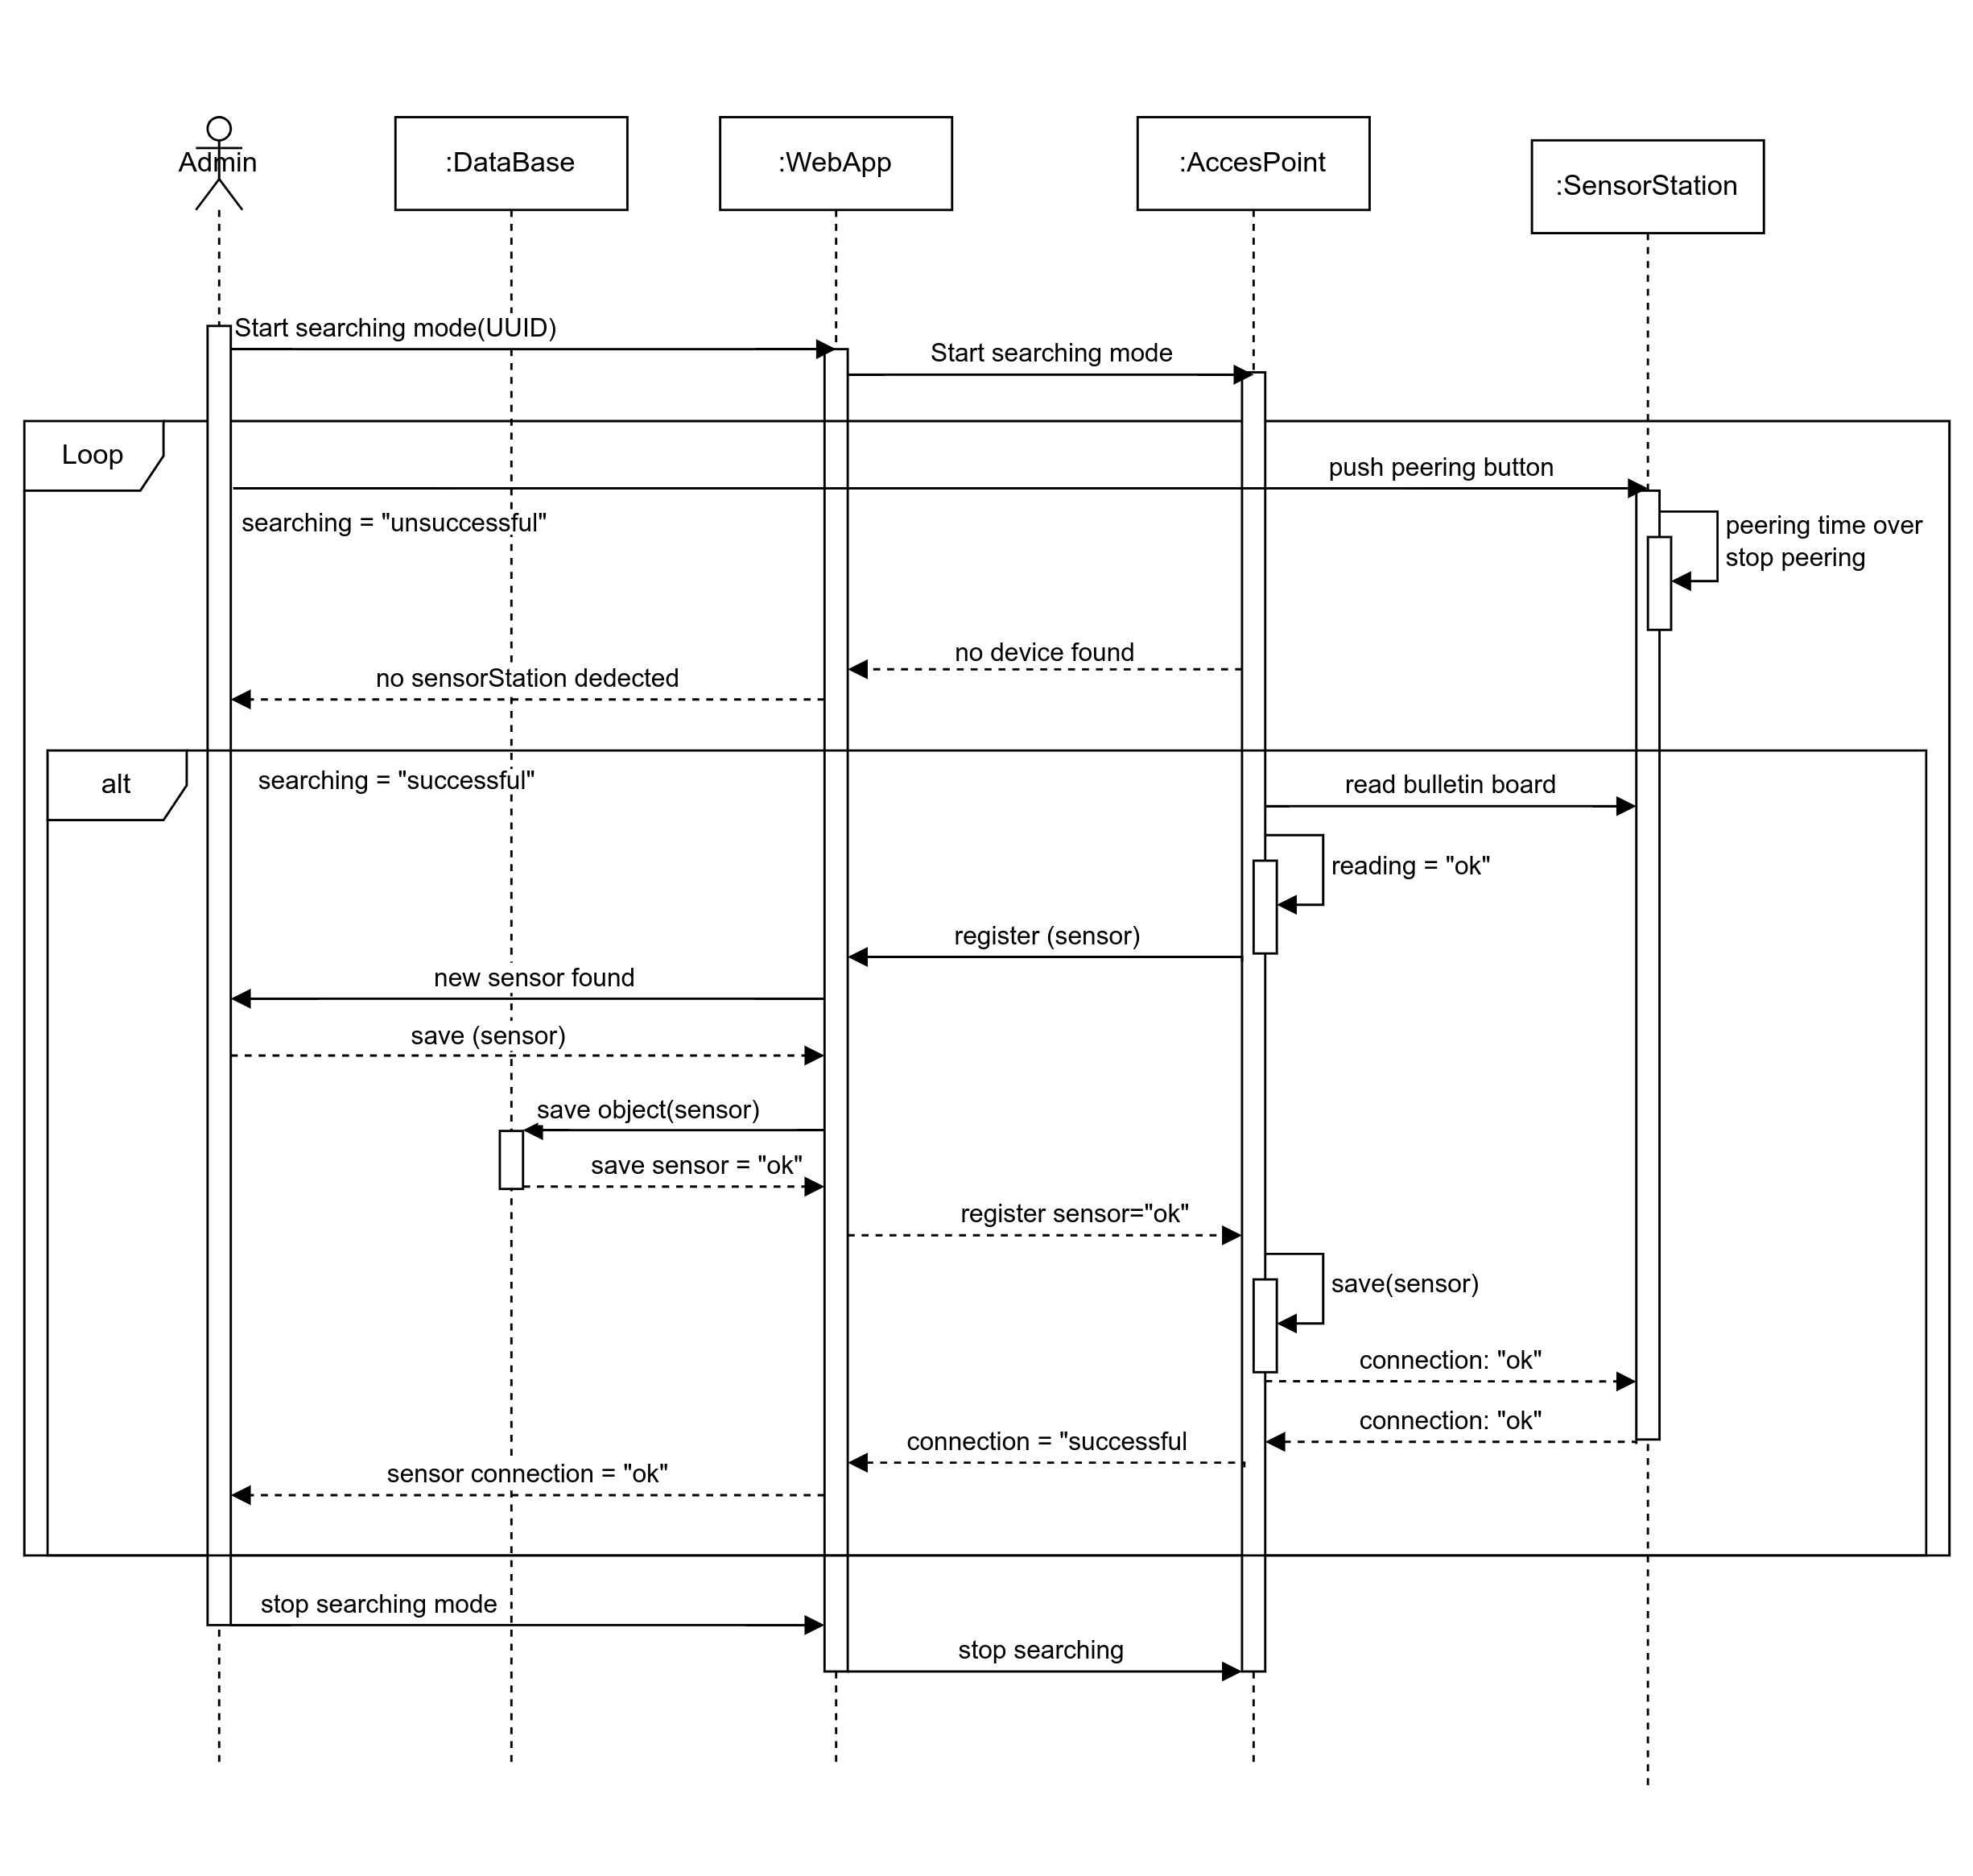 Admin
:DataBase
:WebApp
:AccesPoint
:SensorStation
Start searching mode(UUID)
Start searching mode
Loop
push peering button
searching = "unsuccessful"
peering time over
stop peering
no device found
no sensorStation dedected
alt
searching = "successful"
read bulletin board
reading = "ok"
register (sensor)
new sensor found
save (sensor)
save object(sensor)
save sensor = "ok"
register sensor="ok"
save(sensor)
connection: "ok"
connection: "ok"
connection = "successful
sensor connection = "ok"
stop searching mode
stop searching